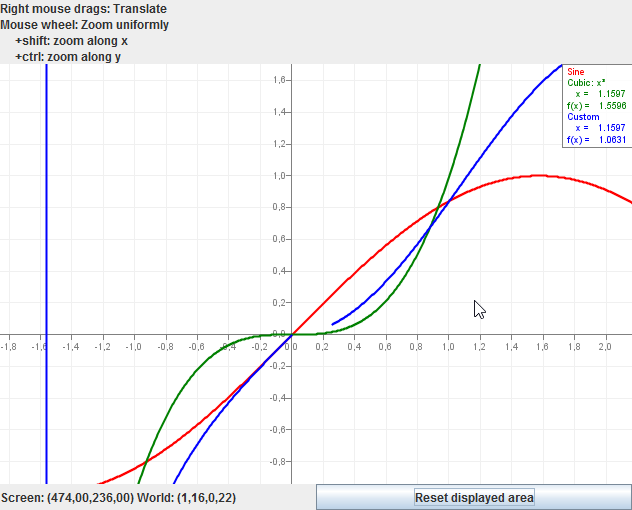 Right mouse drags: Translate
Mouse wheel: Zoom uniformly
+shift: zoom along x
+ctrl: zoom along y
Sine
Cubic: x³
x = 1.1597
f(x) = 1.5596
Custom
x = 1.1597
f(x) = 1.0631
1,6
1,4
1,2
1,0
0,8
0,6
0,4
0,2
0,0
-1,8 -1,6 -1,4 -1,2 -1,0 -0,8 -0,6 -0,4 -0,2 0,2 0,4 0,6 0,8 1,0 1,2 1,4 1,6 1,8 2,0
-0,2
-0,4
-0,6
-0,8
Screen: (474,00,236,00) World: (1,16,0,22)
Reset displayed area